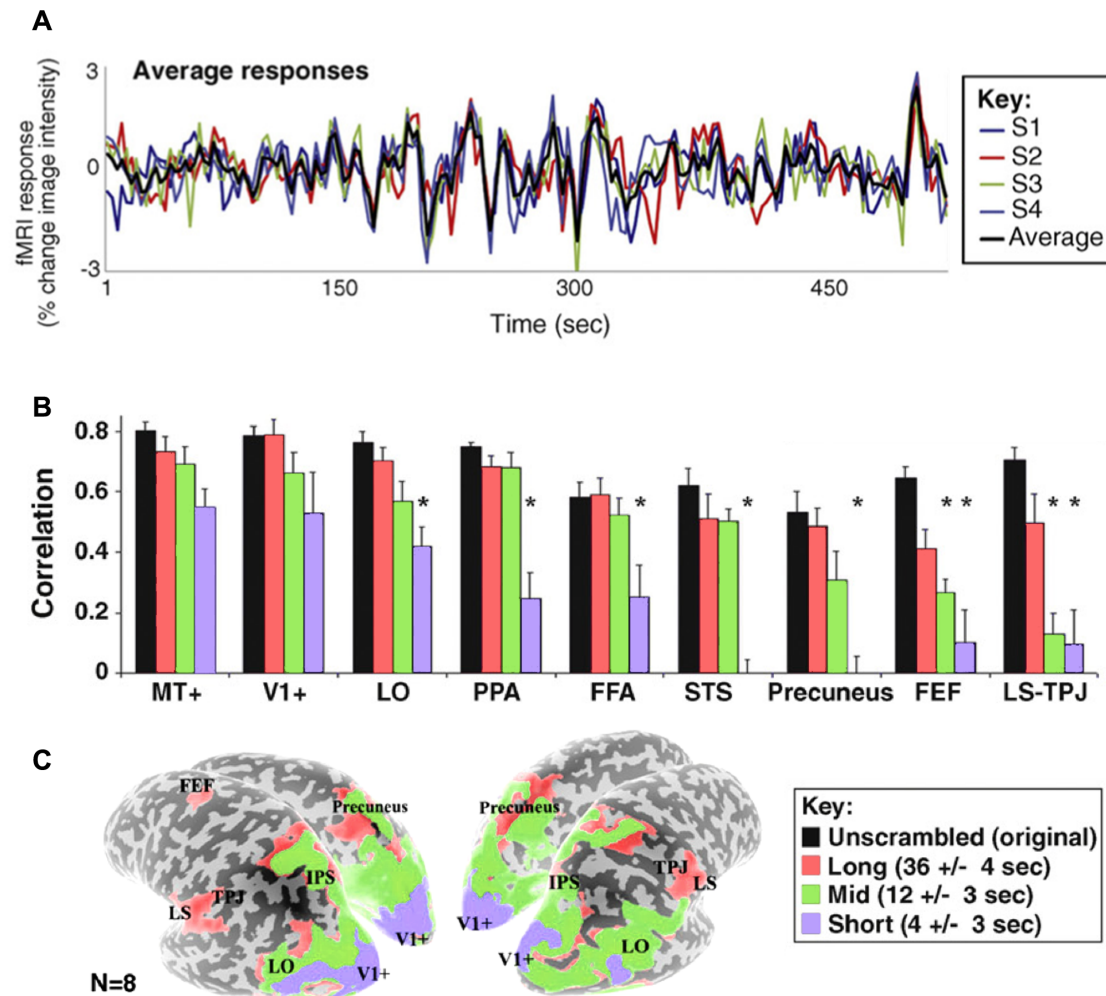 A
Average responses
fMRI response
(% change image intensity)
3
0
-3
1
150
300
450
Time (sec)
Key:
S1
S2
S3
S4
Average
B
Correlation
0.8
0.6
0.4
0.2
0
*
*
*
*
*
* *
* *
MT+ V1+ LO PPA FFA STS Precuneus FEF LS-TPJ
C
FEF
Precuneus
IPS
TPJ
LS
V1+
LO
V1+
N=8
Precuneus
IPS
TPJ
LS
V1+
LO
V1+
Key:
Unscrambled (original)
Long (36 +/- 4 sec)
Mid (12 +/- 3 sec)
Short (4 +/- 3 sec)